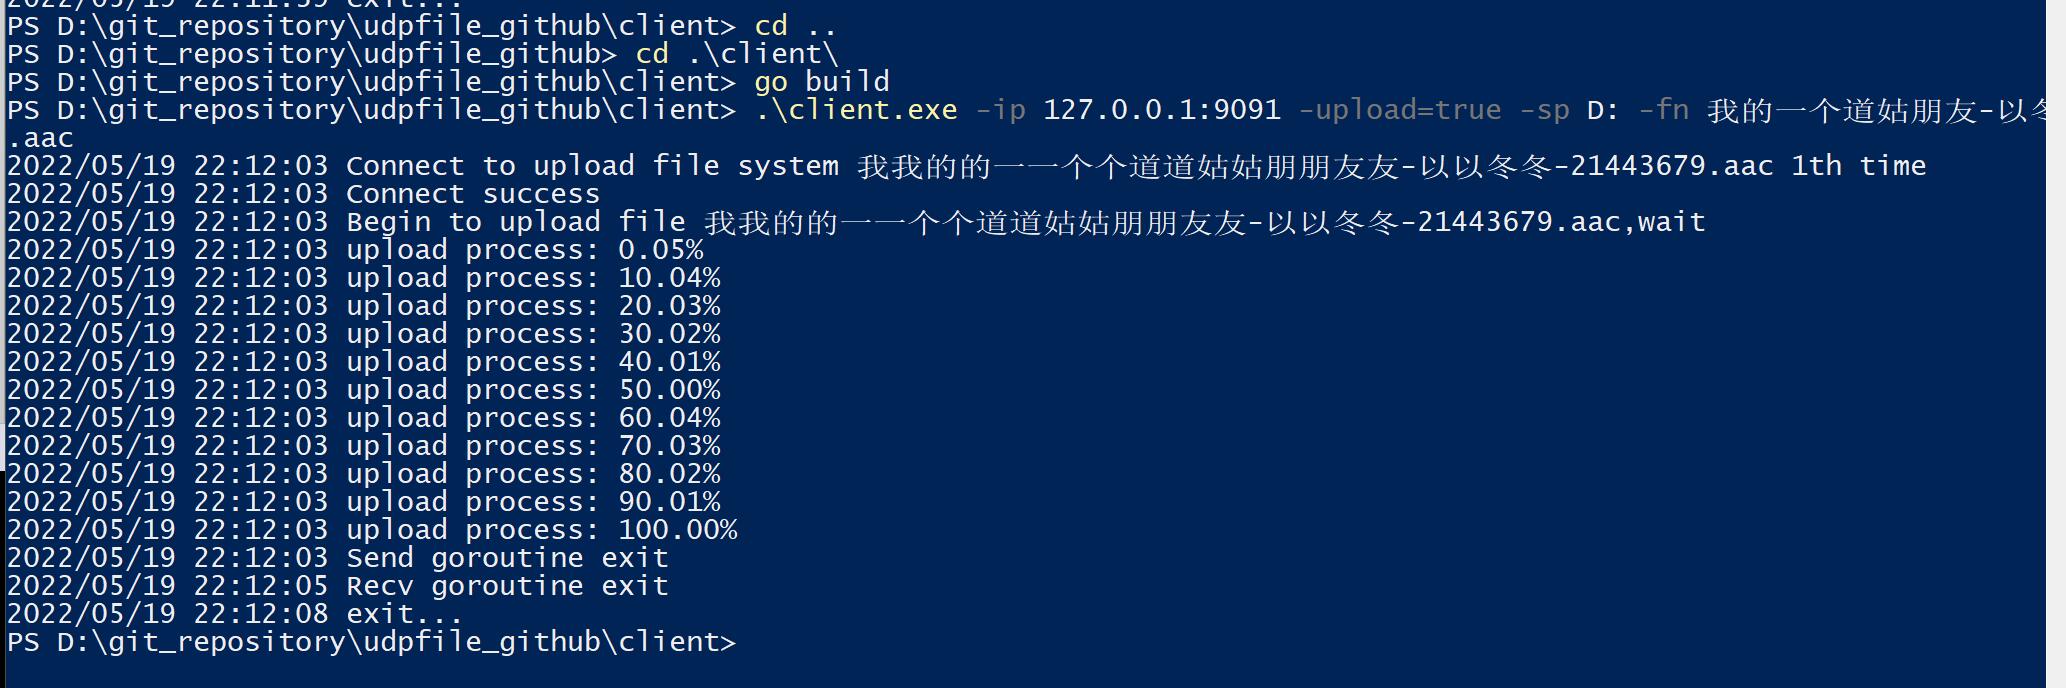 2022/05/19 22:11:59 exit...
PS D:\git_repository\udpfile_github\client> cd ..
PS D:\git_repository\udpfile_github> cd .\client\
PS D:\git_repository\udpfile_github\client> go build
PS D:\git_repository\udpfile_github\client> .\client.exe -ip 127.0.0.1:9091 -upload=true -sp D: -fn 我的一个道姑朋友-以冬
.aac
2022/05/19 22:12:03 Connect to upload file system 我我的的一一个个道道姑姑朋朋友友-以以冬冬-21443679.aac 1th time
2022/05/19 22:12:03 Connect success
2022/05/19 22:12:03 Begin to upload file 我我的的一一个个道道姑姑朋朋友友-以以冬冬-21443679.aac,wait
2022/05/19 22:12:03 upload process: 0.05%
2022/05/19 22:12:03 upload process: 10.04%
2022/05/19 22:12:03 upload process: 20.03%
2022/05/19 22:12:03 upload process: 30.02%
2022/05/19 22:12:03 upload process: 40.01%
2022/05/19 22:12:03 upload process: 50.00%
2022/05/19 22:12:03 upload process: 60.04%
2022/05/19 22:12:03 upload process: 70.03%
2022/05/19 22:12:03 upload process: 80.02%
2022/05/19 22:12:03 upload process: 90.01%
2022/05/19 22:12:03 upload process: 100.00%
2022/05/19 22:12:03 Send goroutine exit
2022/05/19 22:12:05 Recv goroutine exit
2022/05/19 22:12:08 exit...
PS D:\git_repository\udpfile_github\client>